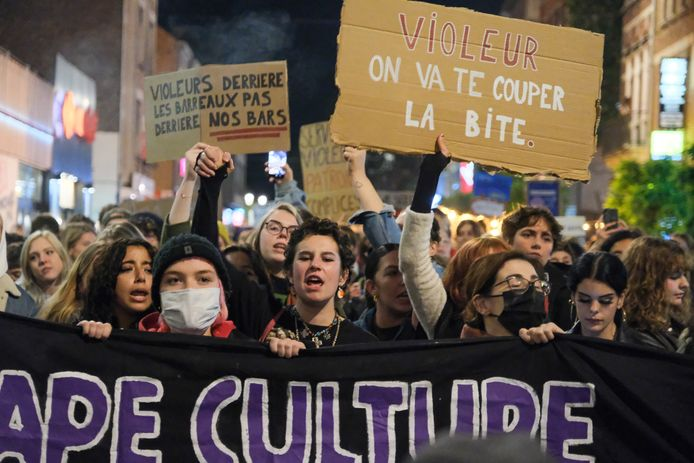 VIOLEURS DERRIERE
LES BARREAUX PAS
DERRIERE NOS BARS
VIOLEUR
ON VA TE COUPER
LA BITE.
APE CULTURE